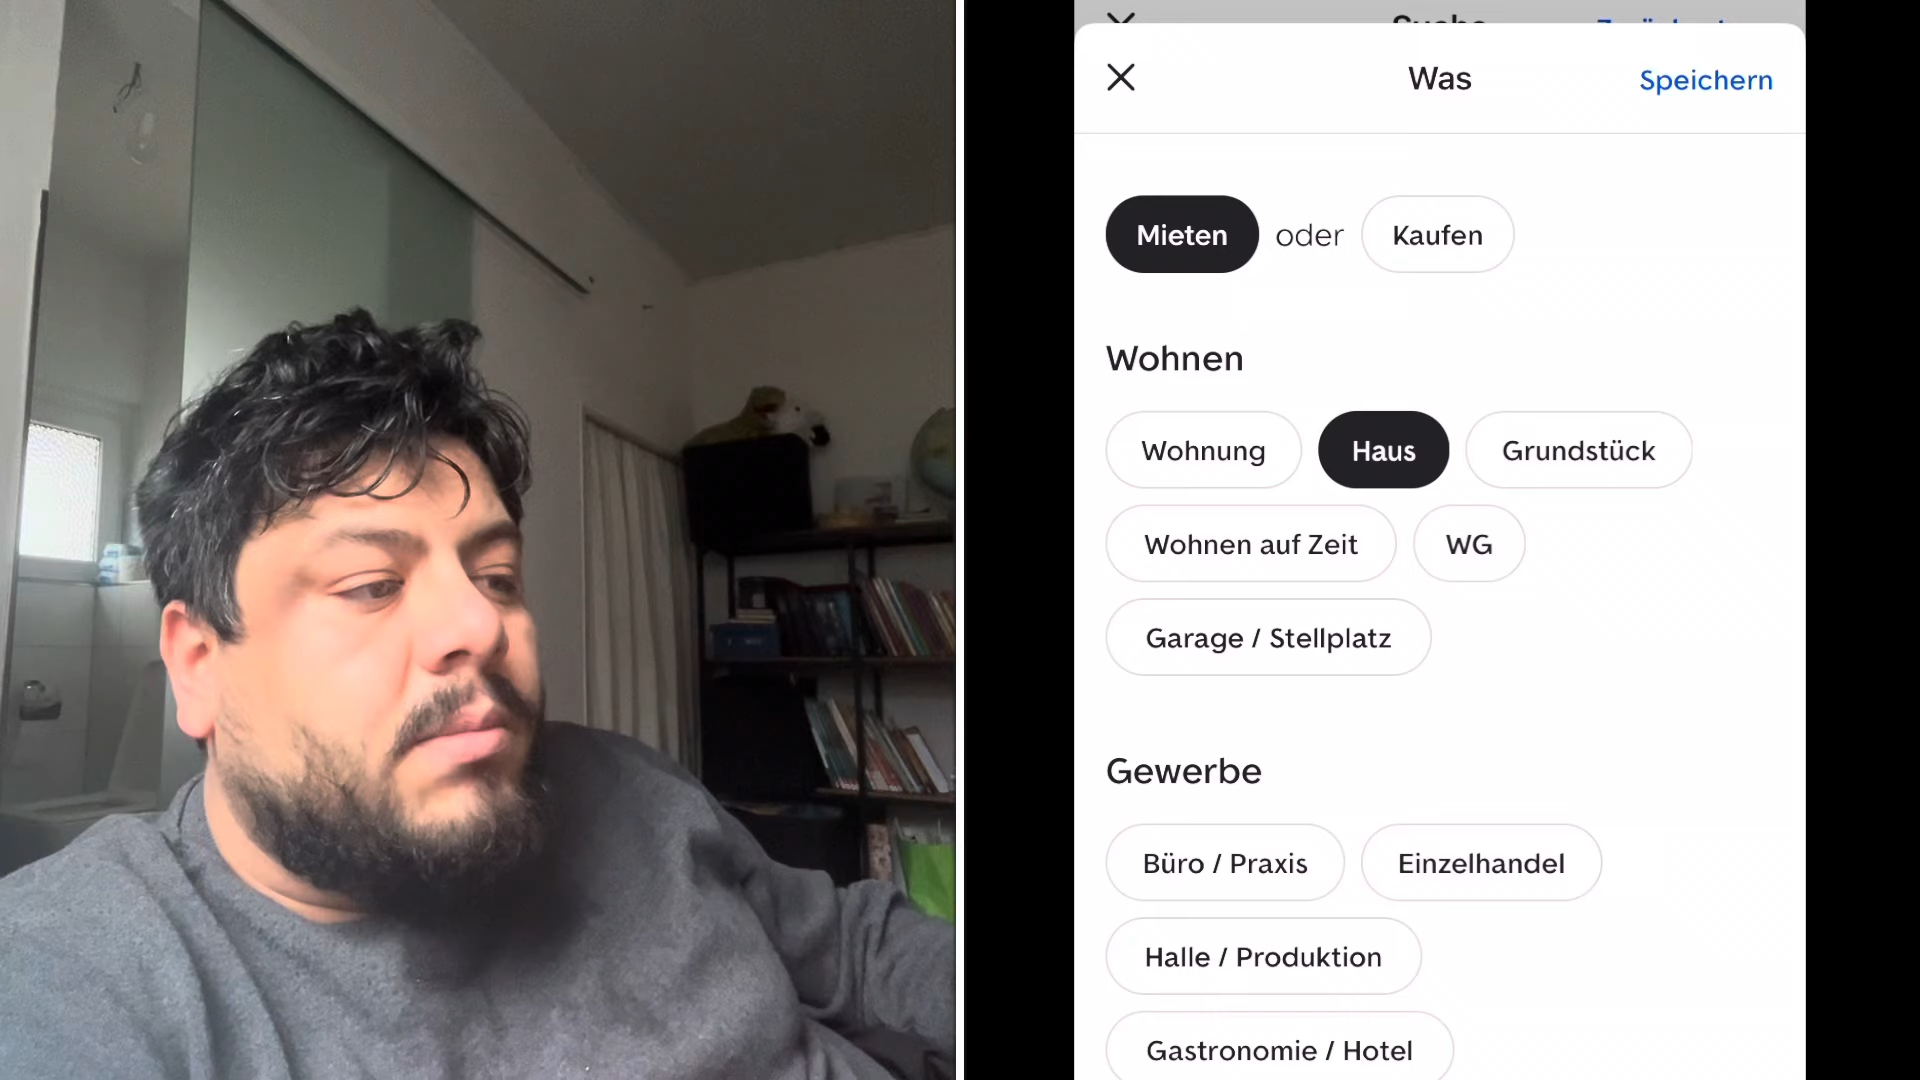 Was
Speichern
Mieten oder Kaufen
Wohnen
Wohnung Haus Grundstück
Wohnen auf Zeit WG
Garage / Stellplatz
Gewerbe
Büro / Praxis Einzelhandel
Halle / Produktion
Gastronomie / Hotel